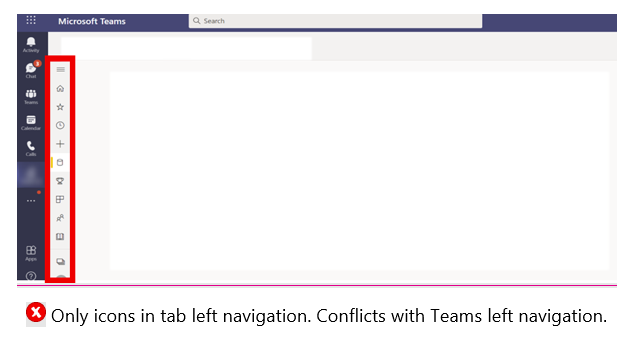 Microsoft Teams
Search
Activity
Chat
Teams
Calendar
Calls
Apps
Only icons in tab left navigation. Conflicts with Teams left navigation.